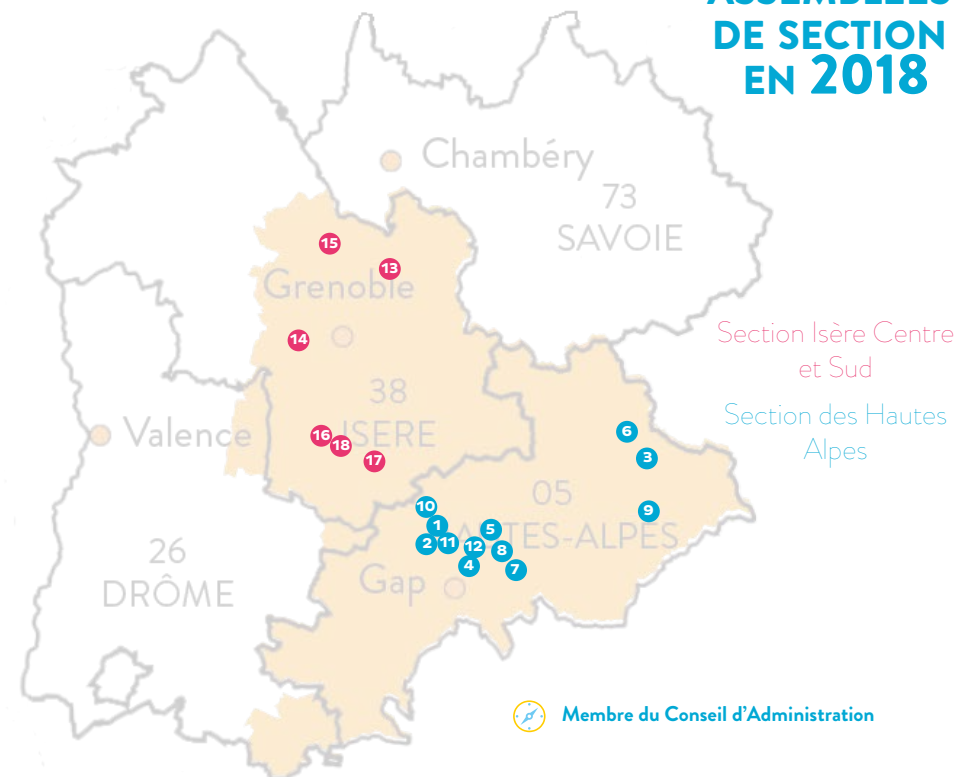 ASSEMBLÉES
DE SECTION
EN 2018
Chambéry
73
SAVOIE
15
13
Grenoble
Section Isère Centre
et Sud
14
38
ISERE
Section des Hautes
Alpes
Valence
16
18
17
6
3
05
HAUTES-ALPES
9
10
1
5
2
11
12
8
4
7
26
DRÔME
Gap
Membre du Conseil d'Administration